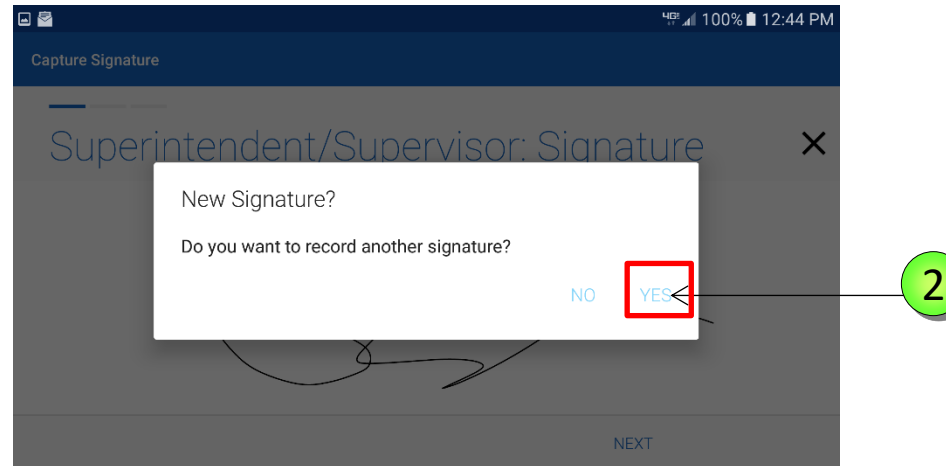 4G LTE 100% 12:44 PM
Capture Signature
Superintendent/Supervisor: Signature
New Signature?
Do you want to record another signature?
NO YES
2
NEXT